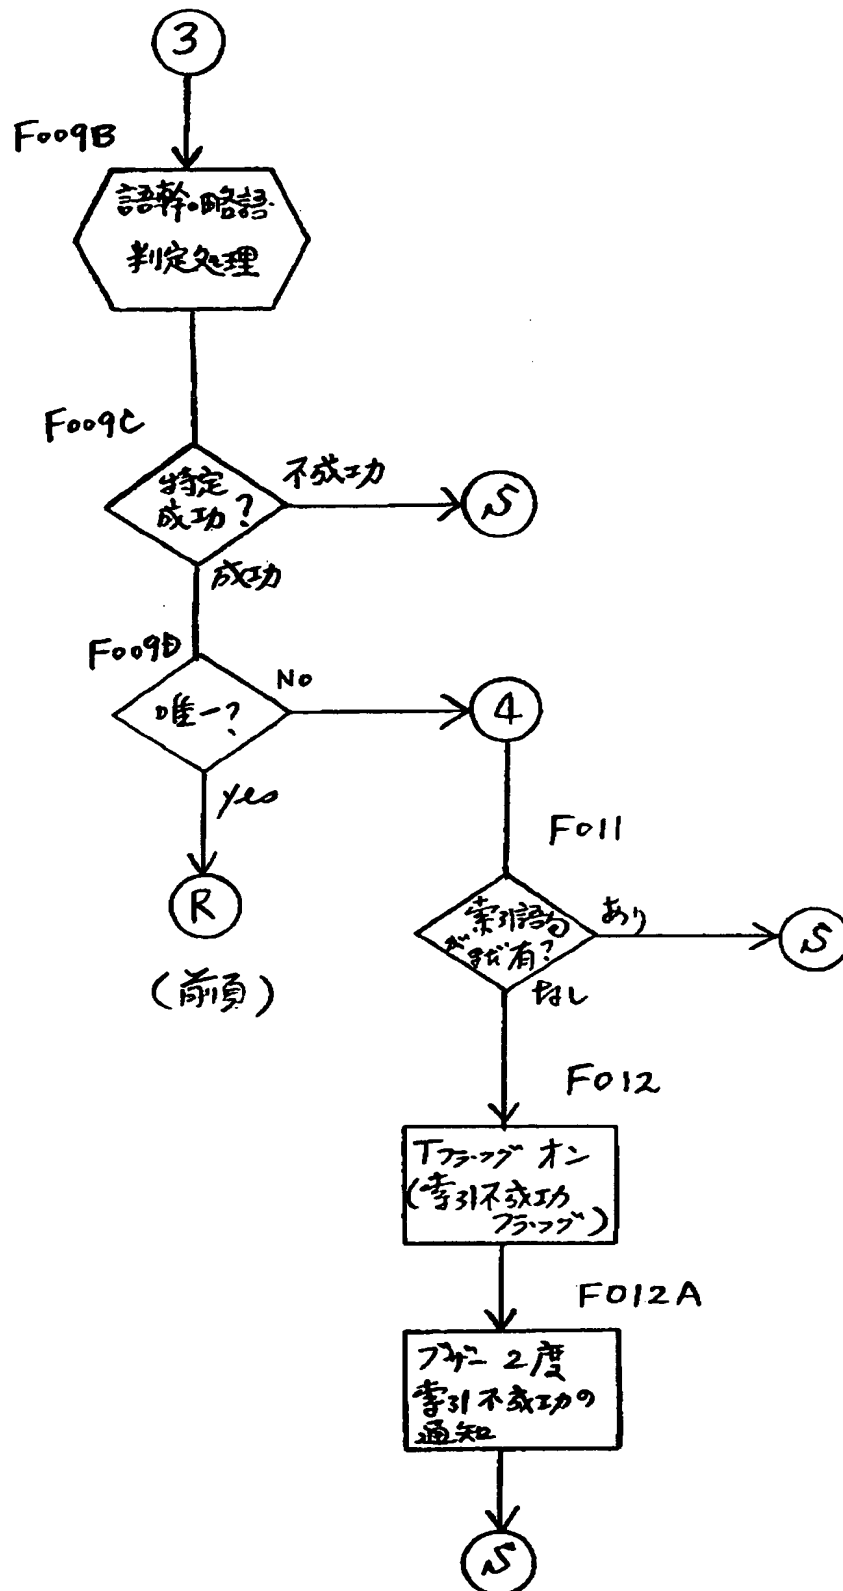 3
F009B
語幹・略語
判定処理
F009C
特定
成功?
不成功
S
成功
F009D
唯一?
No
4
yes
R
(前頁)
F011
索引語句
がまだ有?
あり
S
なし
F012
Tフラッグ オン
(索引不成功
フラッグ)
F012A
ブザー 2度
索引不成功の
通知
S